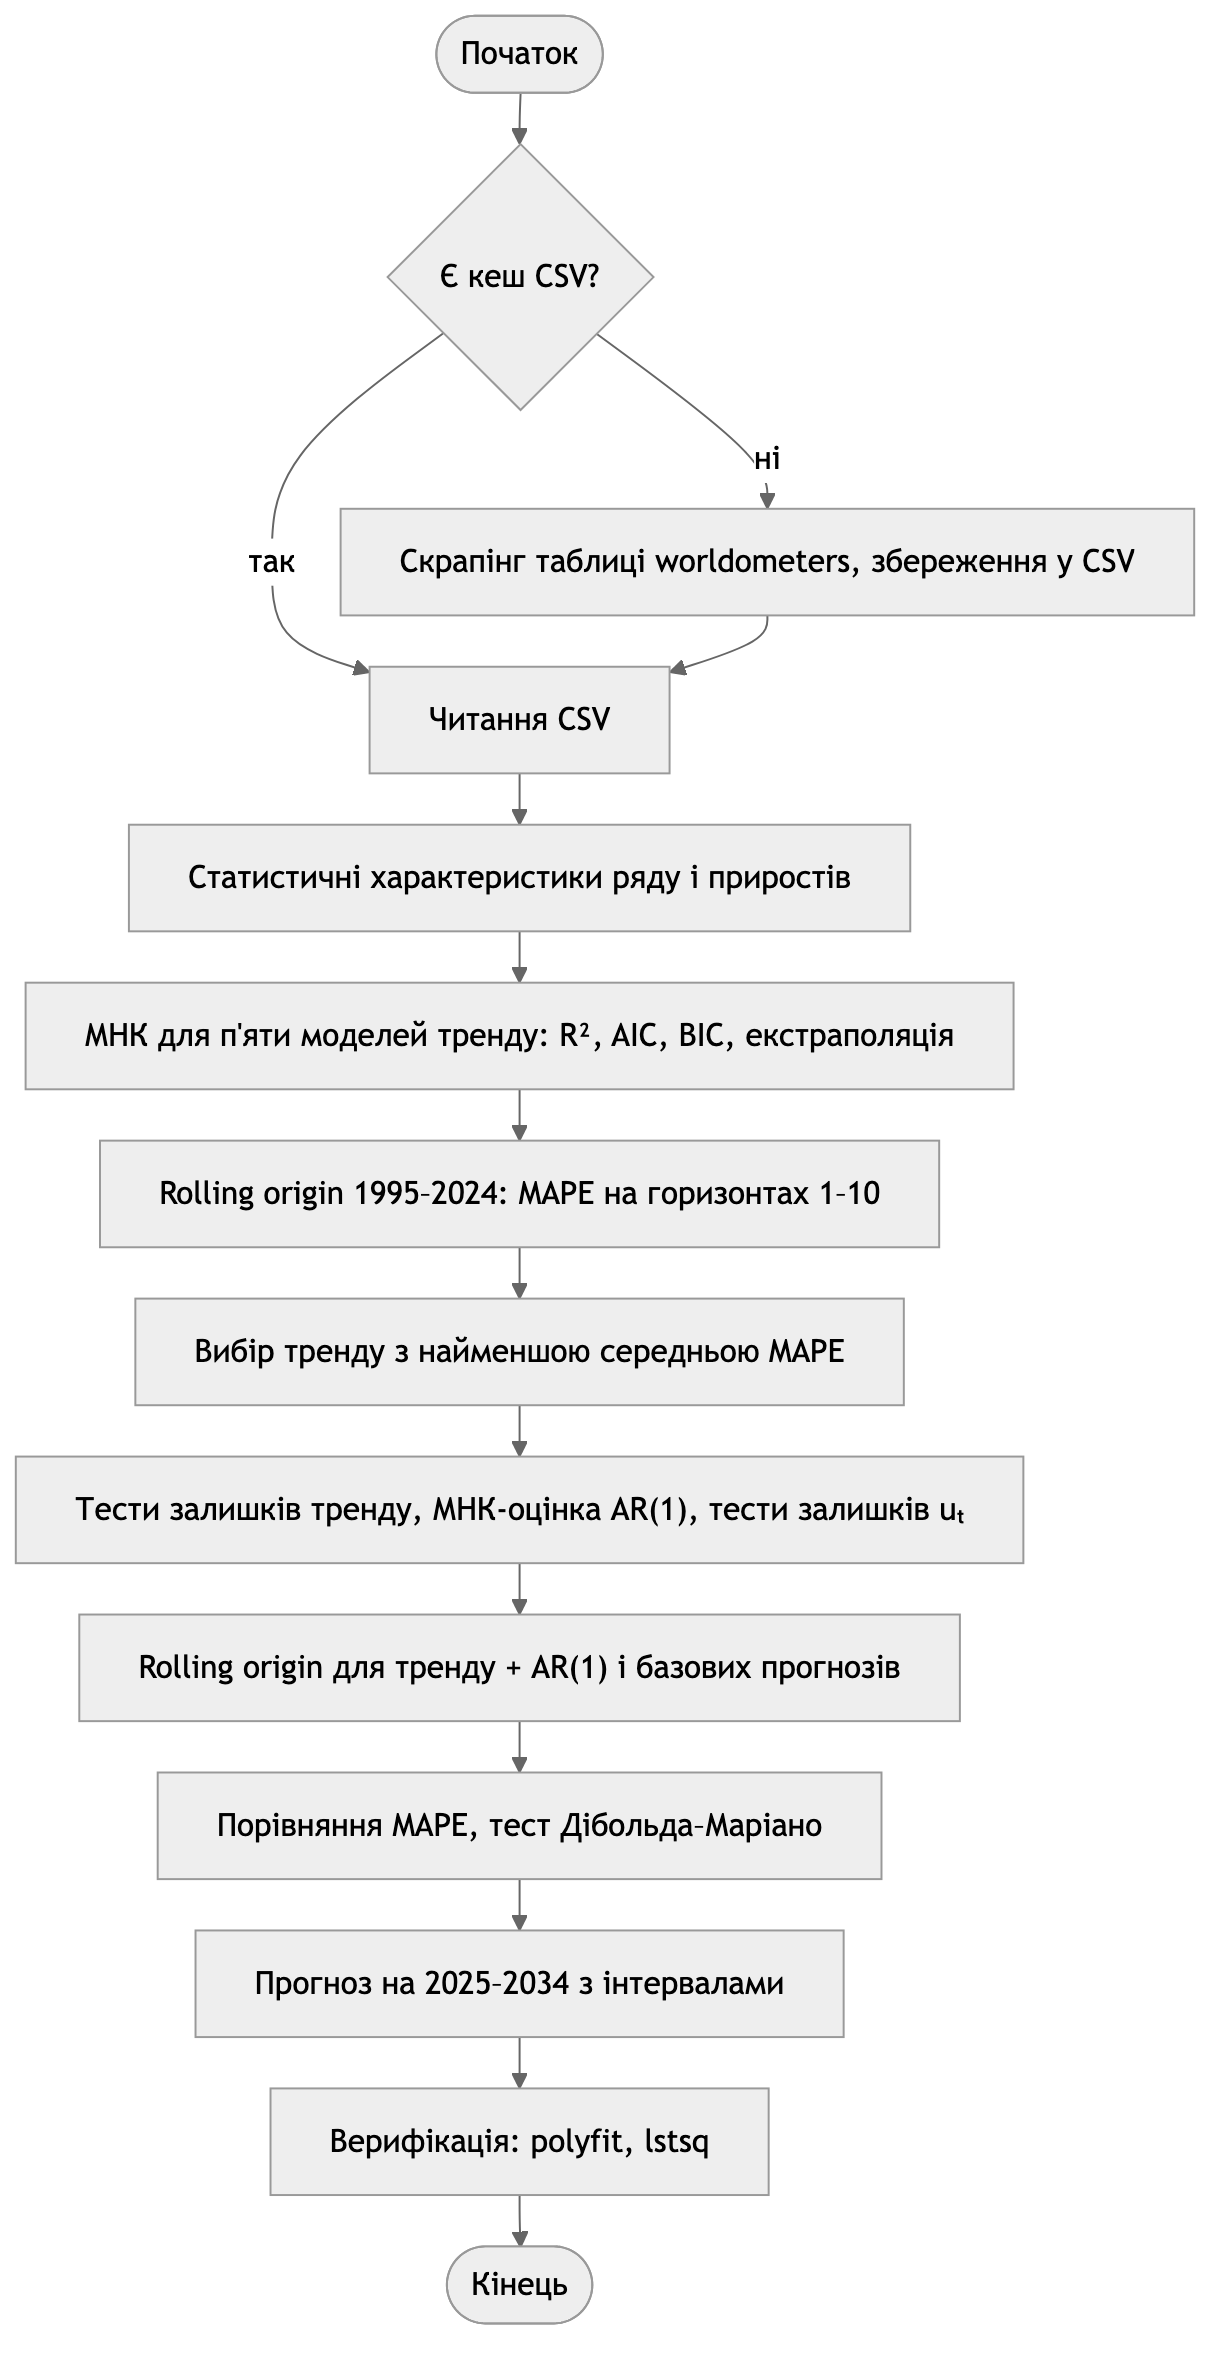 Початок
Є кеш CSV?
ні
так
Скрапінг таблиці worldometers, збереження у CSV
Читання CSV
Статистичні характеристики ряду і приростів
МНК для п'яти моделей тренду: R², AIC, BIC, екстраполяція
Rolling origin 1995–2024: MAPE на горизонтах 1–10
Вибір тренду з найменшою середньою MAPE
Тести залишків тренду, МНК-оцінка AR(1), тести залишків uₜ
Rolling origin для тренду + AR(1) і базових прогнозів
Порівняння MAPE, тест Дібольда–Маріано
Прогноз на 2025–2034 з інтервалами
Верифікація: polyfit, lstsq
Кінець